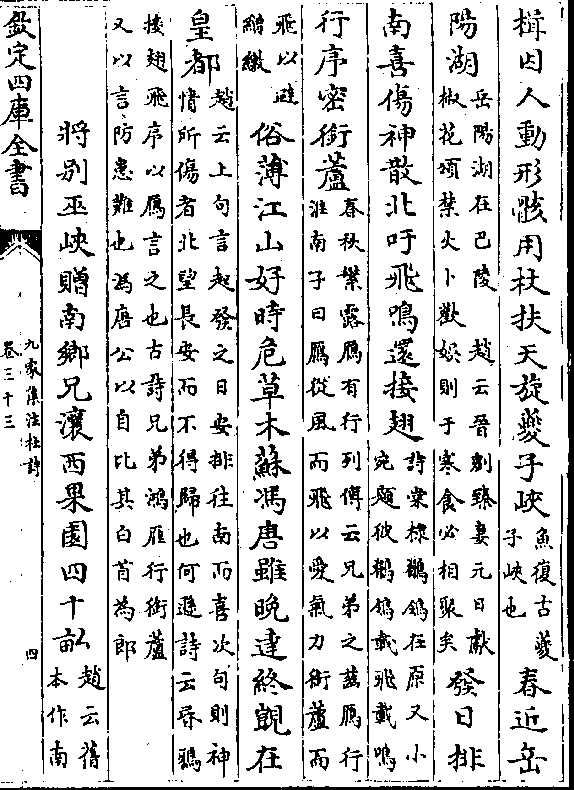 楫因人動形骸用杖扶天旋夔子峽魚復古夔子峽也春近岳
陽湖岳陽湖在巴陵趙云晉劉臻妻元日獻椒花頌禁火卜歡娛則于寒食必相聚矣發日排
南喜傷神散北吁飛鳴還接翅詩棠棣鶺鴒在原又小宛題彼鶺鴒載飛載鳴
行序密銜蘆春秋繁露鴈有行列傳云兄弟之齒鴈行淮南子曰鴈從風而飛以愛氣力銜蘆而
飛以避繒繳俗薄江山好時危草木蘇馮唐雖晚達終覬在
皇都趙云上句言起發之日安排往南而喜次句則神情所傷者北望長安而不得歸也何遜詩云昏鵶
接翅飛序以鴈言之也古詩兄弟鴻雁行銜蘆又以言防患難也馮唐公以自比其白首為郎
將別巫峽贈南鄉兄瀼西果園四十畝趙云舊本作南
欽定四庫全書
九家集注杜詩
卷三十三
四